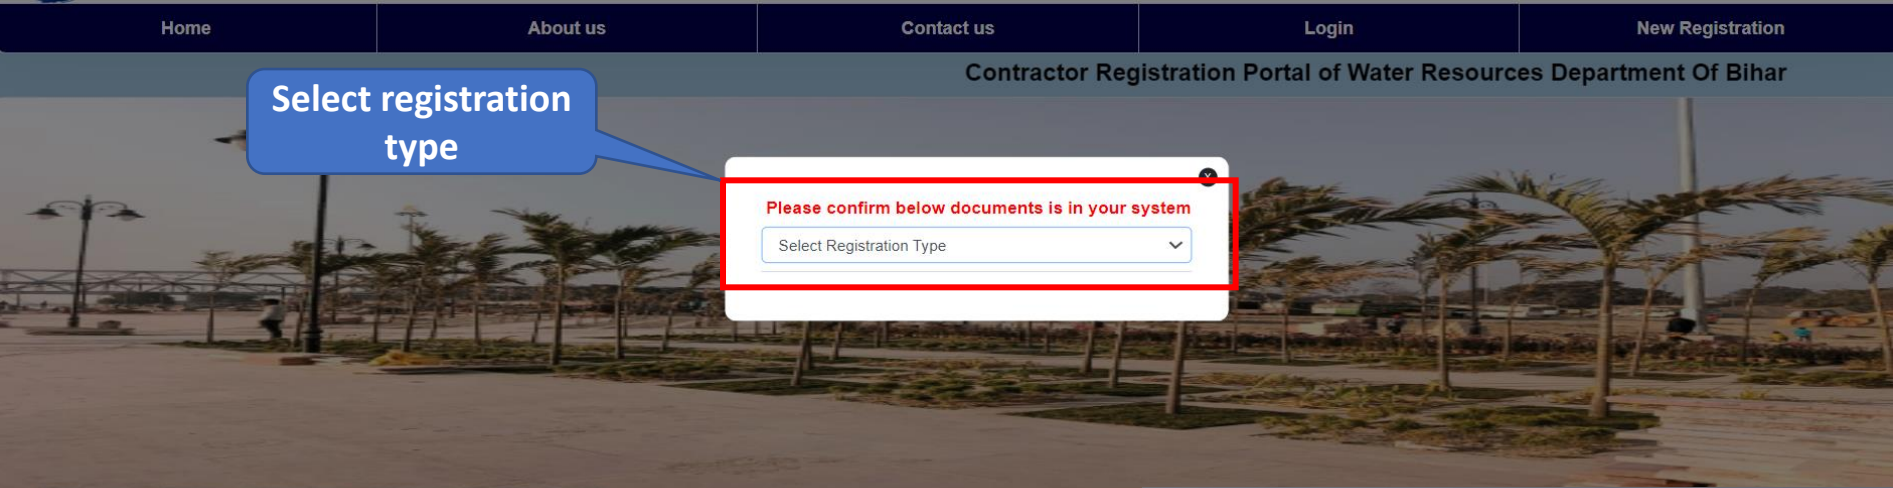 Home
About us
Contact us
Login
New Registration
Contractor Registration Portal of Water Resources Department Of Bihar
Select registration
type
X
Please confirm below documents is in your system
Select Registration Type